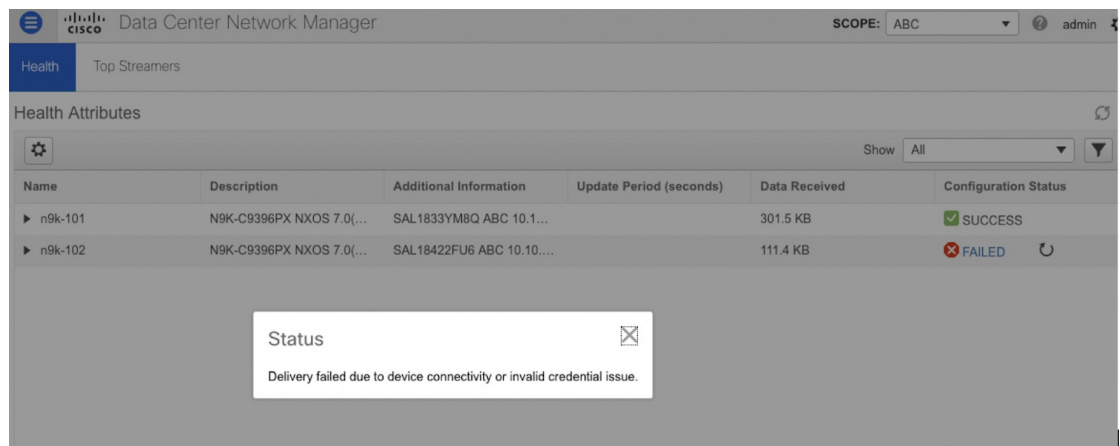 CISCO Data Center Network Manager SCOPE: ABC ? admin
Health Top Streamers
Health Attributes
Show All
Name Description Additional Information Update Period (seconds) Data Received Configuration Status
n9k-101 N9K-C9396PX NXOS 7.0(... SAL1833YM8Q ABC 10.1... 301.5 KB SUCCESS
n9k-102 N9K-C9396PX NXOS 7.0(... SAL18422FU6 ABC 10.10.... 111.4 KB FAILED
Status
Delivery failed due to device connectivity or invalid credential issue.